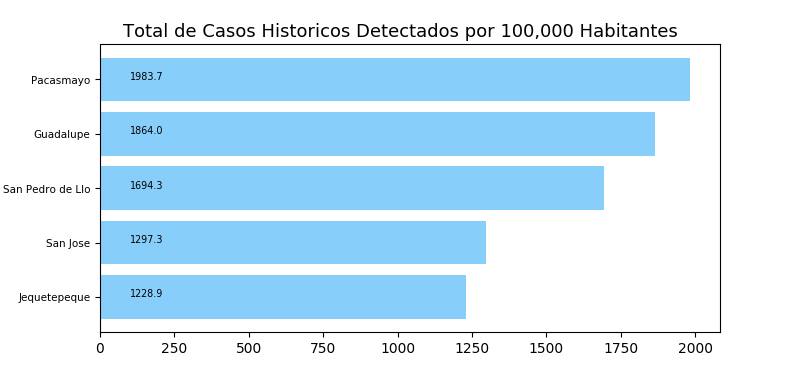 Total de Casos Historicos Detectados por 100,000 Habitantes
Pacasmayo 1983.7
Guadalupe 1864.0
San Pedro de Llo 1694.3
San Jose 1297.3
Jequetepeque 1228.9
0 250 500 750 1000 1250 1500 1750 2000